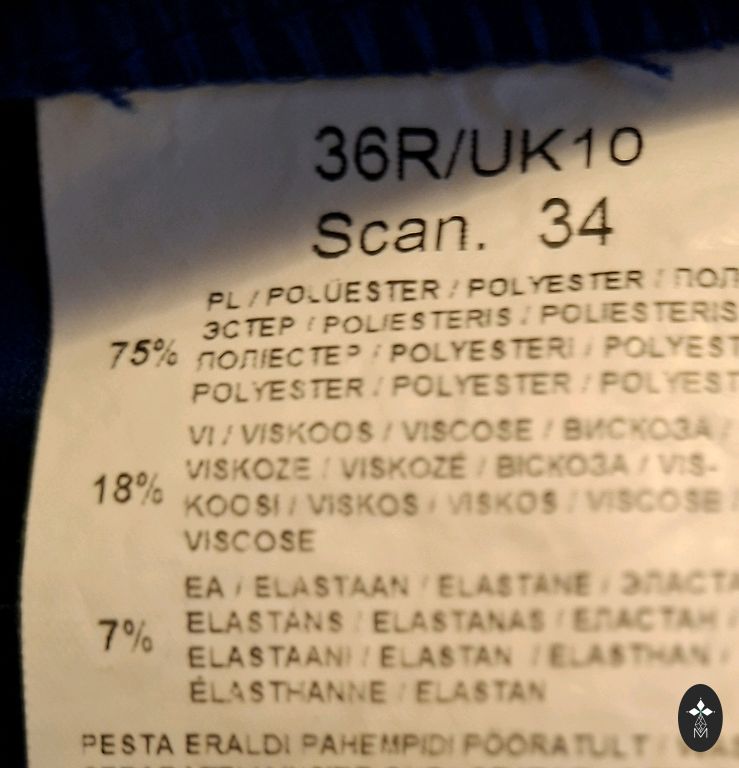 36R/UK10
Scan. 34
PL / POLÜESTER / POLYESTER / ПОЛ
ЭСТЕР / POLIESTERIS / POLIESTERIS
75% ПОЛІЕСТЕР / POLYESTERI / POLYEST
POLYESTER / POLYESTER / POLYEST
VI / VISKOOS / VISCOSE / ВИСКОЗА /
18% VISKOZE / VISKOZĖ / ВІСКОЗА / VIS-
KOOSI / VISKOS / VISKOS / VISCOSE /
VISCOSE
EA / ELASTAAN / ELASTANE / ЭЛАСТА
7% ELASTĀNS / ELASTANAS / ЕЛАСТАН /
ELASTAANI / ELASTAN / ELASTHAN /
ÉLASTHANNE / ELASTAN
PESTA ERALDI PAHEMPIDI PÖÖRATULT /